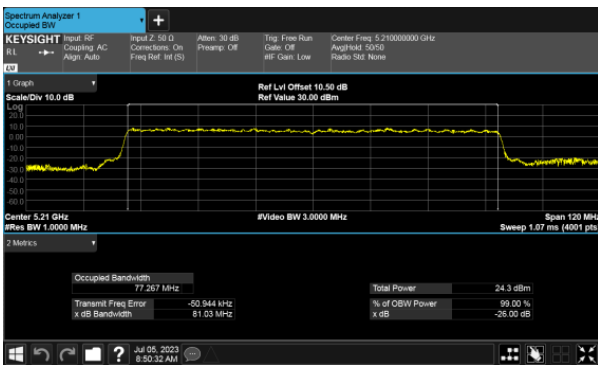 Spectrum Analyzer 1
Occupied BW
KEYSIGHT Input: RF Input Z: 50 Ω Atten: 30 dB Trig: Free Run Center Freq: 5.210000000 GHz
R L Coupling: AC Corrections: On Preamp: Off Gate: Off Avg|Hold: 50/50
Align: Auto Freq Ref: Int (S) #IF Gain: Low Radio Std: None
LXI
1 Graph
Ref Lvl Offset 10.50 dB
Scale/Div 10.0 dB Ref Value 30.00 dBm
Log
20.0
10.0
0.00
-10.0
-20.0
-30.0
-40.0
-50.0
-60.0
Center 5.21 GHz #Video BW 3.0000 MHz Span 120 MHz
#Res BW 1.0000 MHz Sweep 1.07 ms (4001 pts
2 Metrics
Occupied Bandwidth
77.267 MHz Total Power 24.3 dBm
Transmit Freq Error -50.944 kHz % of OBW Power 99.00 %
x dB Bandwidth 81.03 MHz x dB -26.00 dB
? Jul 05, 2023
8:50:32 AM